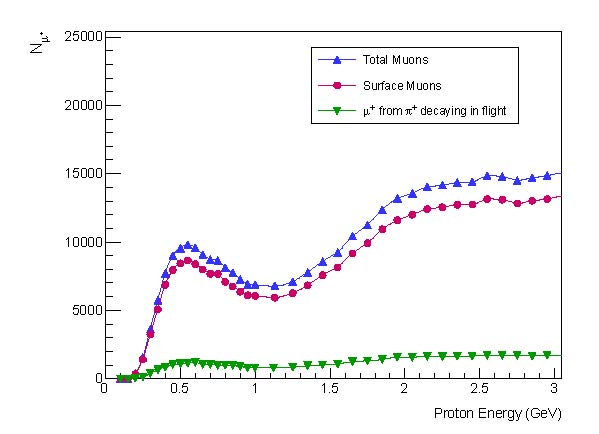 N μ⁺
25000
20000
15000
10000
5000
0
Total Muons
Surface Muons
μ⁺ from π⁺ decaying in flight
0 0.5 1 1.5 2 2.5 3
Proton Energy (GeV)